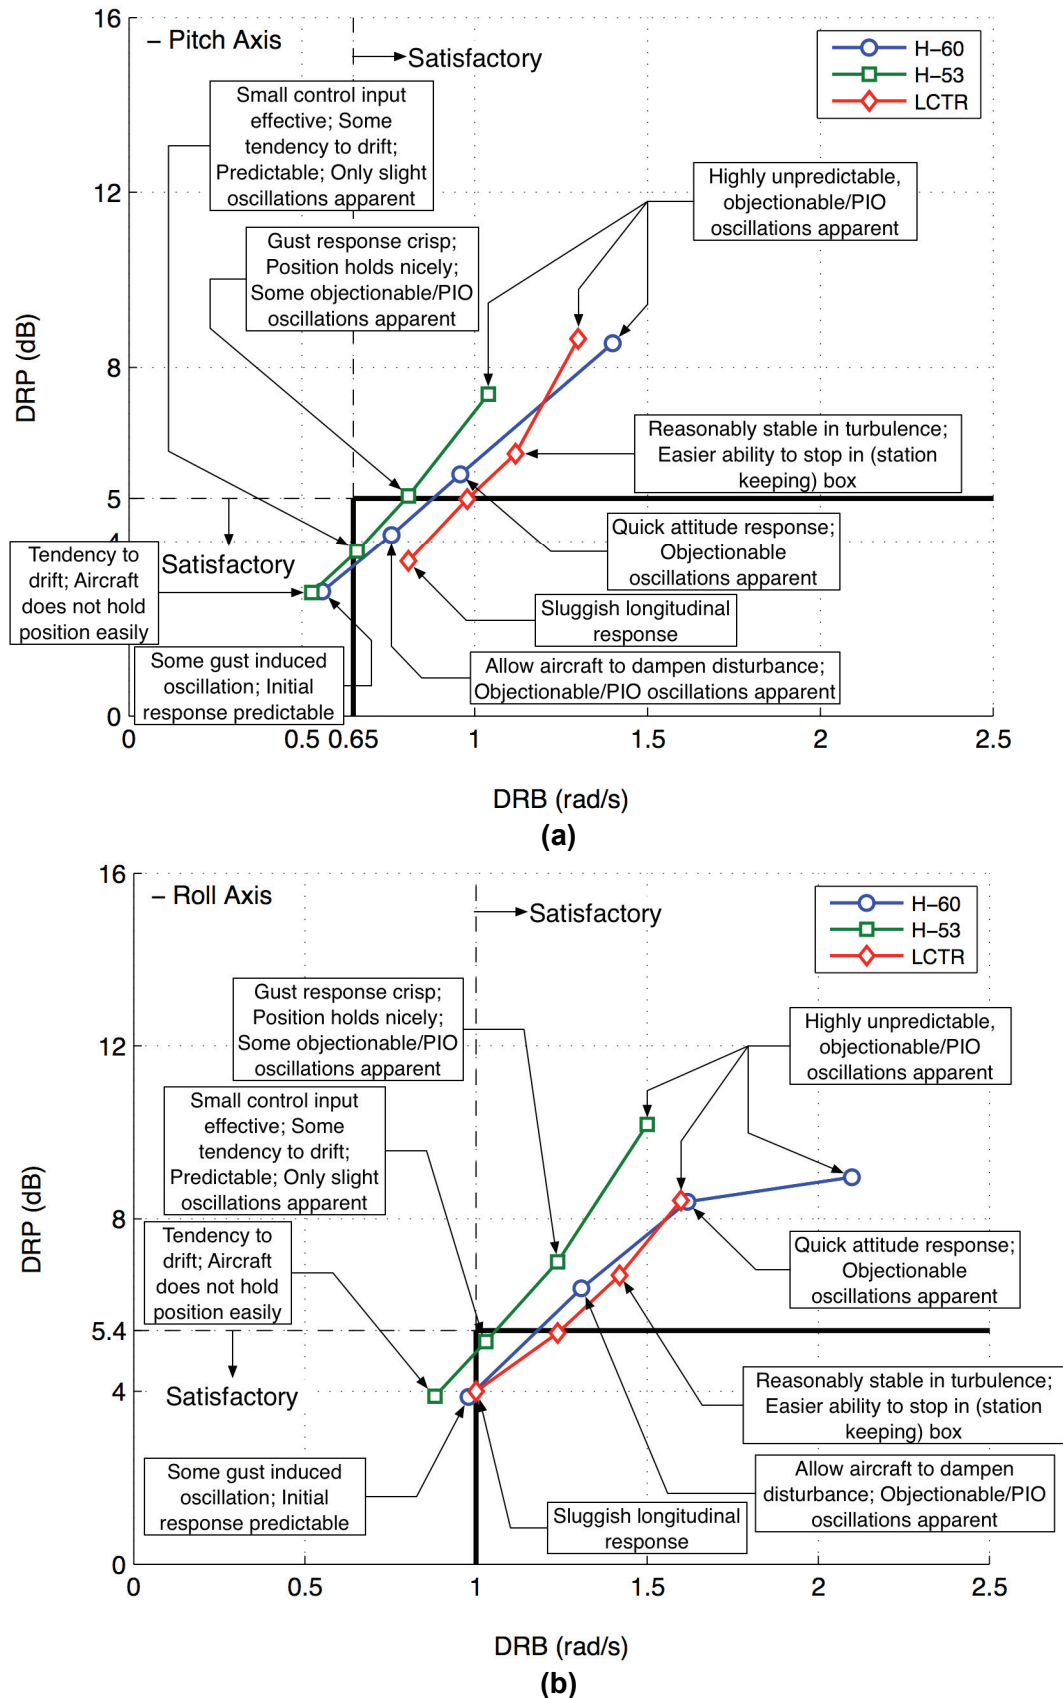 16
– Pitch Axis
Satisfactory
H–60
H–53
LCTR
Small control input
effective; Some
tendency to drift;
Predictable; Only slight
oscillations apparent
Highly unpredictable,
objectionable/PIO
oscillations apparent
12
Gust response crisp;
Position holds nicely;
Some objectionable/PIO
oscillations apparent
DRP (dB)
8
Reasonably stable in turbulence;
Easier ability to stop in (station
keeping) box
5
4
Quick attitude response;
Objectionable
oscillations apparent
Tendency to
drift; Aircraft
does not hold
position easily
Satisfactory
Sluggish longitudinal
response
Some gust induced
oscillation; Initial
response predictable
Allow aircraft to dampen disturbance;
Objectionable/PIO oscillations apparent
0
0 0.5 0.65 1 1.5 2 2.5
DRB (rad/s)
(a)
16
– Roll Axis
Satisfactory
H–60
H–53
LCTR
Gust response crisp;
Position holds nicely;
Some objectionable/PIO
oscillations apparent
Highly unpredictable,
objectionable/PIO
oscillations apparent
12
Small control input
effective; Some
tendency to drift;
Predictable; Only slight
oscillations apparent
DRP (dB)
8
Tendency to
drift; Aircraft
does not hold
position easily
Quick attitude response;
Objectionable
oscillations apparent
5.4
Satisfactory
4
Reasonably stable in turbulence;
Easier ability to stop in (station
keeping) box
Some gust induced
oscillation; Initial
response predictable
Allow aircraft to dampen
disturbance; Objectionable/PIO
oscillations apparent
Sluggish longitudinal
response
0
0 0.5 1 1.5 2 2.5
DRB (rad/s)
(b)